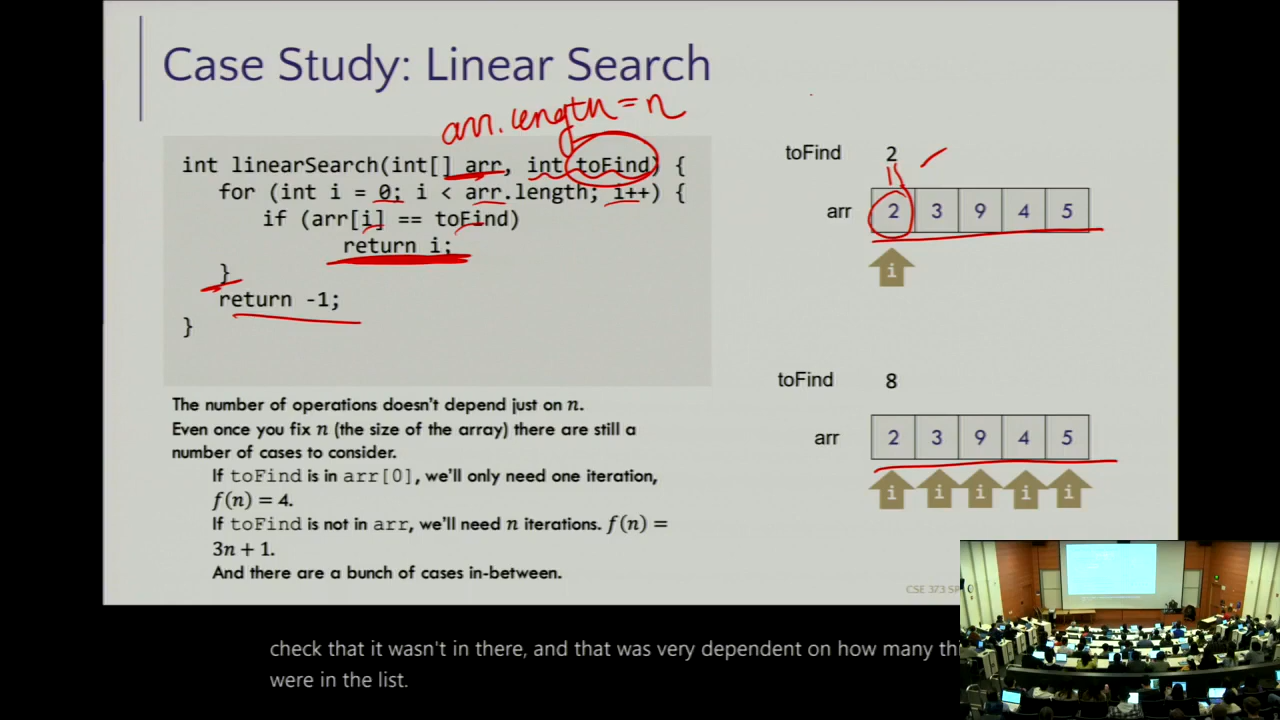 Case Study: Linear Search
arr.length = n
int linearSearch(int[] arr, int toFind) {
for (int i = 0; i < arr.length; i++) {
if (arr[i] == toFind)
return i;
}
return -1;
}
The number of operations doesn't depend just on n.
Even once you fix n (the size of the array) there are still a
number of cases to consider.
If toFind is in arr[0], we'll only need one iteration,
f(n) = 4.
If toFind is not in arr, we'll need n iterations. f(n) =
3n + 1.
And there are a bunch of cases in-between.
toFind 2
arr 2 3 9 4 5
i
toFind 8
arr 2 3 9 4 5
i i i i i
CSE 373
check that it wasn't in there, and that was very dependent on how many
were in the list.